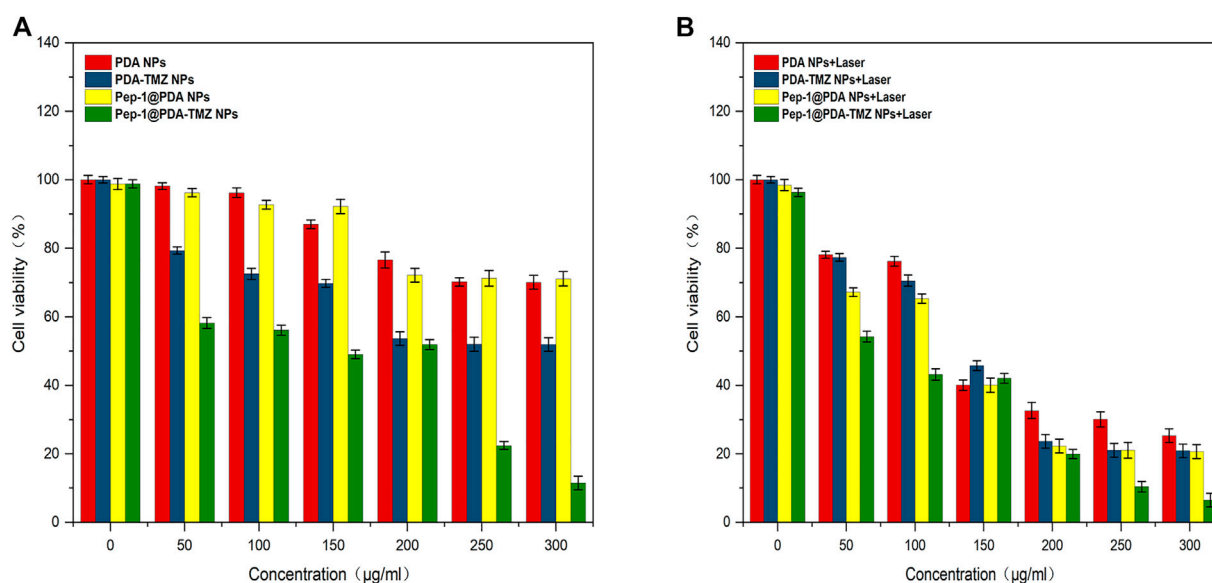 A
PDA NPs
PDA-TMZ NPs
Pep-1@PDA NPs
Pep-1@PDA-TMZ NPs
140
120
100
80
60
40
20
0
Cell viability（%）
0 50 100 150 200 250 300
Concentration（μg/ml）
B
PDA NPs+Laser
PDA-TMZ NPs+Laser
Pep-1@PDA NPs+Laser
Pep-1@PDA-TMZ NPs+Laser
140
120
100
80
60
40
20
0
Cell viability（%）
0 50 100 150 200 250 300
Concentration（μg/ml）